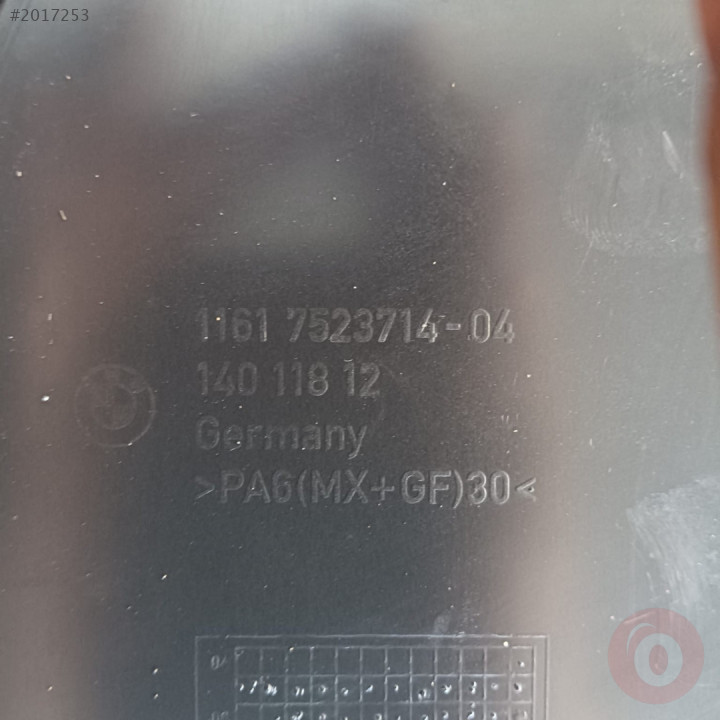 #2017253
1161 7523714-04
140 118 12
Germany
>PA6(MX+GF)30<